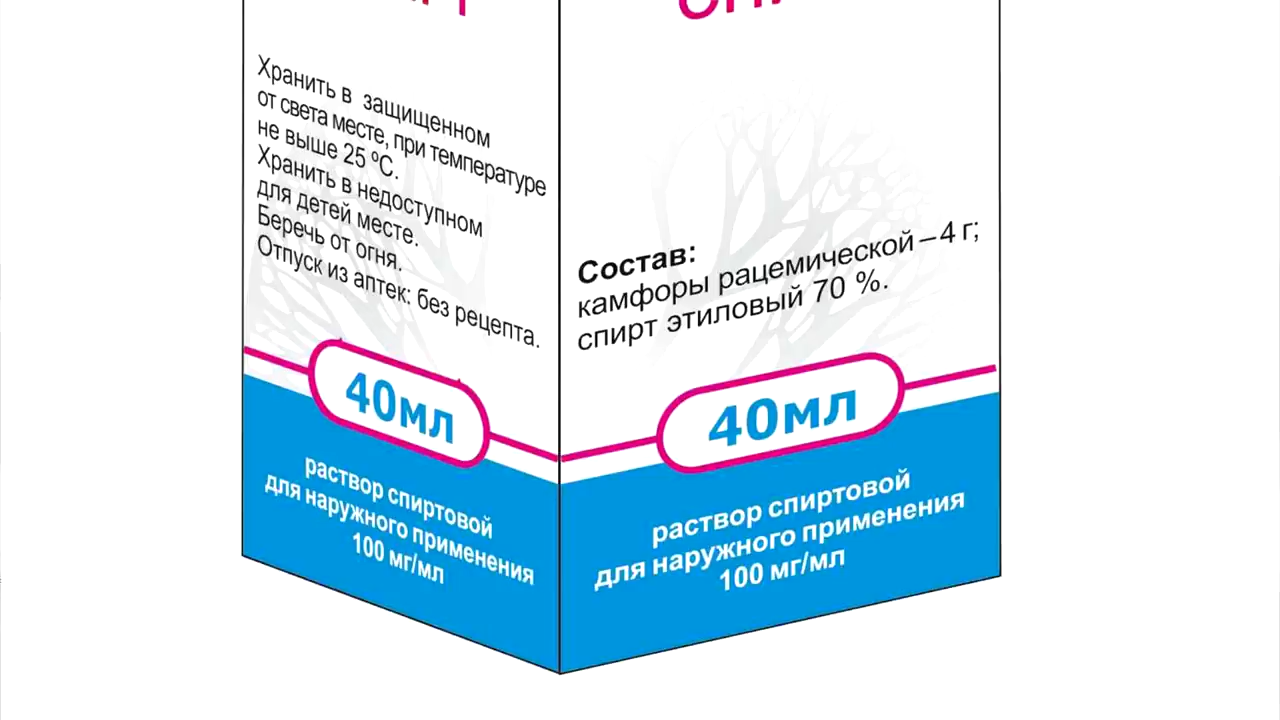 Хранить в защищенном
от света месте, при температуре
не выше 25 ºС.
Хранить в недоступном
для детей месте.
Беречь от огня.
Отпуск из аптек: без рецепта.
40мл
раствор спиртовой
для наружного применения
100 мг/мл
Состав:
камфоры рацемической – 4 г;
спирт этиловый 70 %.
40мл
раствор спиртовой
для наружного применения
100 мг/мл